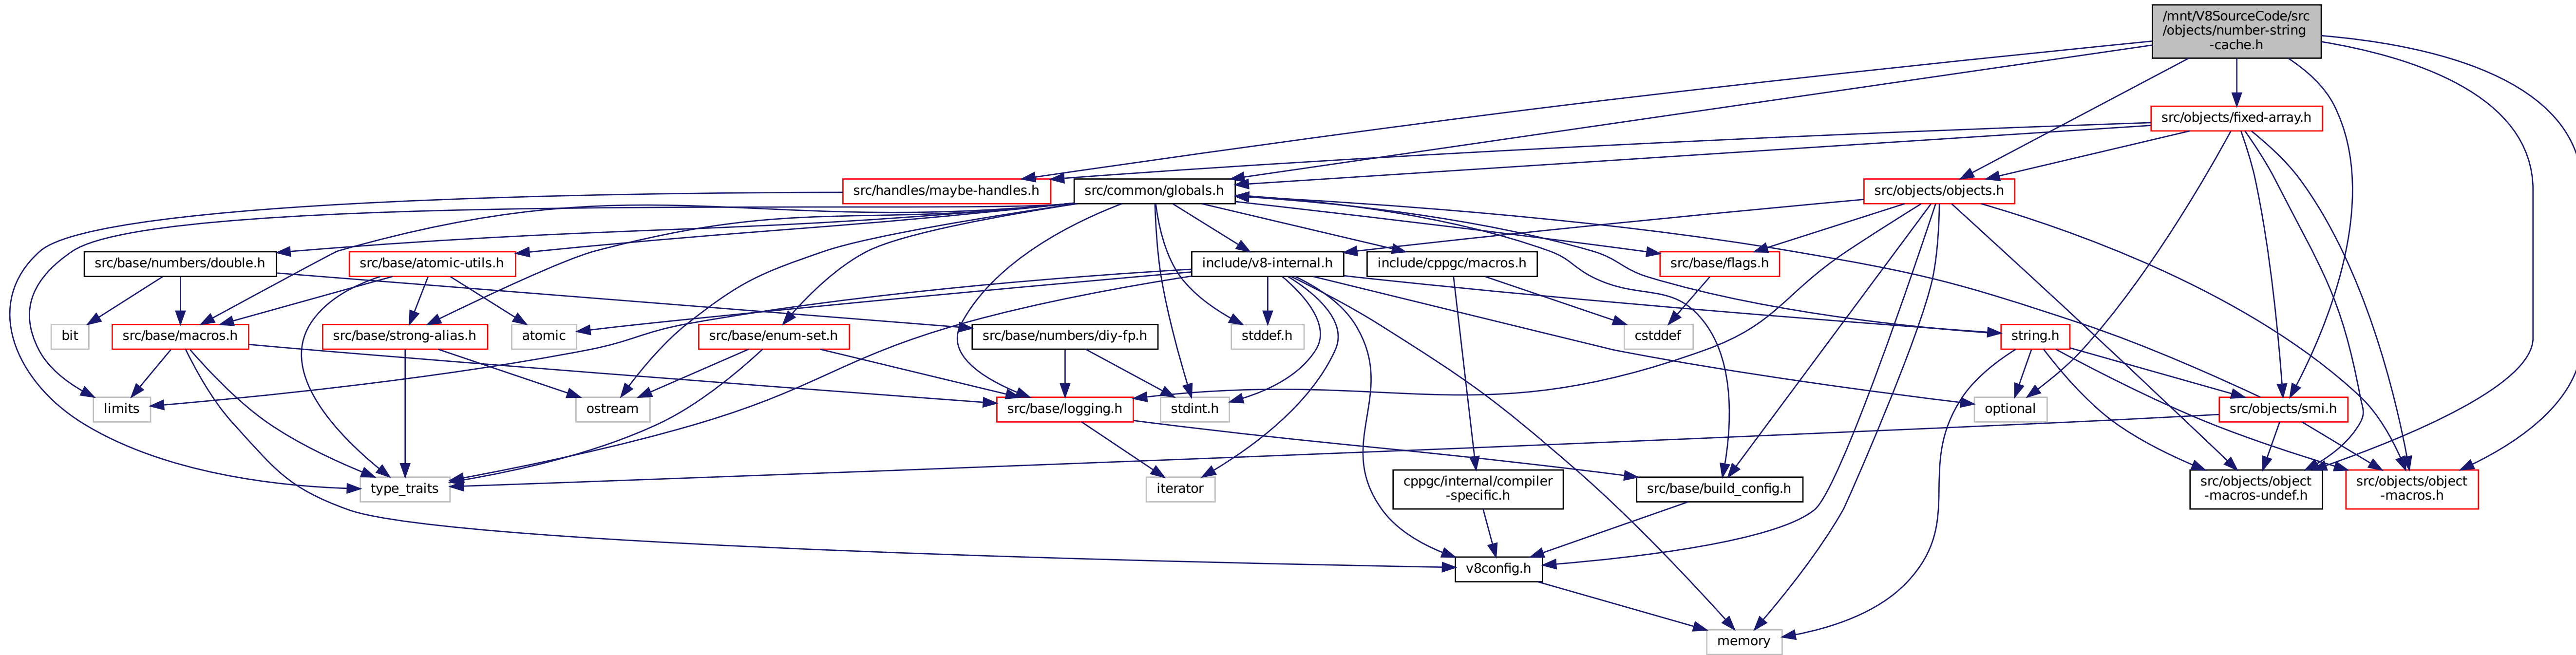 /mnt/V8SourceCode/src
/objects/number-string
-cache.h
src/objects/fixed-array.h
src/handles/maybe-handles.h
src/common/globals.h
src/objects/objects.h
src/base/numbers/double.h
src/base/atomic-utils.h
include/v8-internal.h
include/cppgc/macros.h
src/base/flags.h
bit
src/base/macros.h
src/base/strong-alias.h
atomic
src/base/enum-set.h
src/base/numbers/diy-fp.h
stddef.h
cstddef
string.h
limits
ostream
src/base/logging.h
stdint.h
optional
src/objects/smi.h
type_traits
iterator
cppgc/internal/compiler
-specific.h
src/base/build_config.h
src/objects/object
-macros-undef.h
src/objects/object
-macros.h
v8config.h
memory